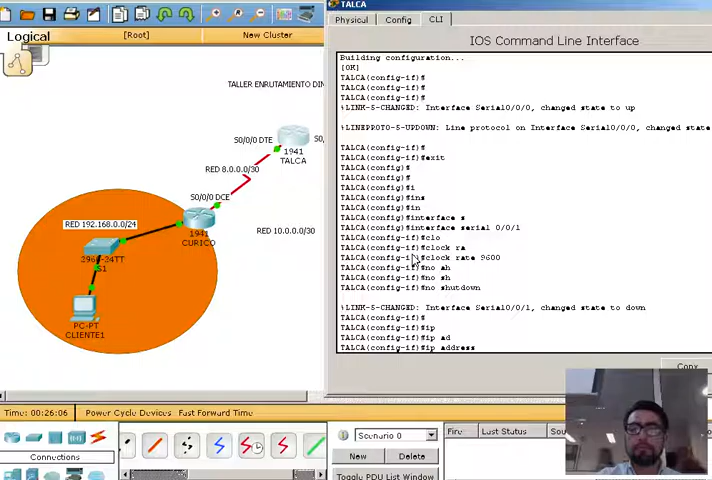 TALCA
Physical
Config
CLI
Logical
[Root]
New Cluster
IOS Command Line Interface
TALLER ENRUTAMIENTO DIN
S0/0/0 DTE
S0/
1941
TALCA
RED 8.0.0.0/30
S0/0/0 DCE
RED 192.168.0.0/24
1941
CURICO
RED 10.0.0.0/30
2960-24TT
S1
PC-PT
CLIENTE1
Building configuration...
[OK]
TALCA(config-if)#
TALCA(config-if)#
TALCA(config-if)#
%LINK-5-CHANGED: Interface Serial0/0/0, changed state to up
%LINEPROTO-5-UPDOWN: Line protocol on Interface Serial0/0/0, changed state
TALCA(config-if)#
TALCA(config-if)#exit
TALCA(config)#
TALCA(config)#
TALCA(config)#i
TALCA(config)#ins
TALCA(config)#in
TALCA(config)#interface s
TALCA(config)#interface serial 0/0/1
TALCA(config-if)#clo
TALCA(config-if)#clock ra
TALCA(config-if)#clock rate 9600
TALCA(config-if)#no ah
TALCA(config-if)#no sh
TALCA(config-if)#no shutdown
%LINK-5-CHANGED: Interface Serial0/0/1, changed state to down
TALCA(config-if)#
TALCA(config-if)#ip
TALCA(config-if)#ip ad
TALCA(config-if)#ip address
Copy
Time: 00:26:06
Power Cycle Devices
Fast Forward Time
Scenario 0
Fire
Last Status
Sou
New
Delete
Connections
Toggle PDU List Window